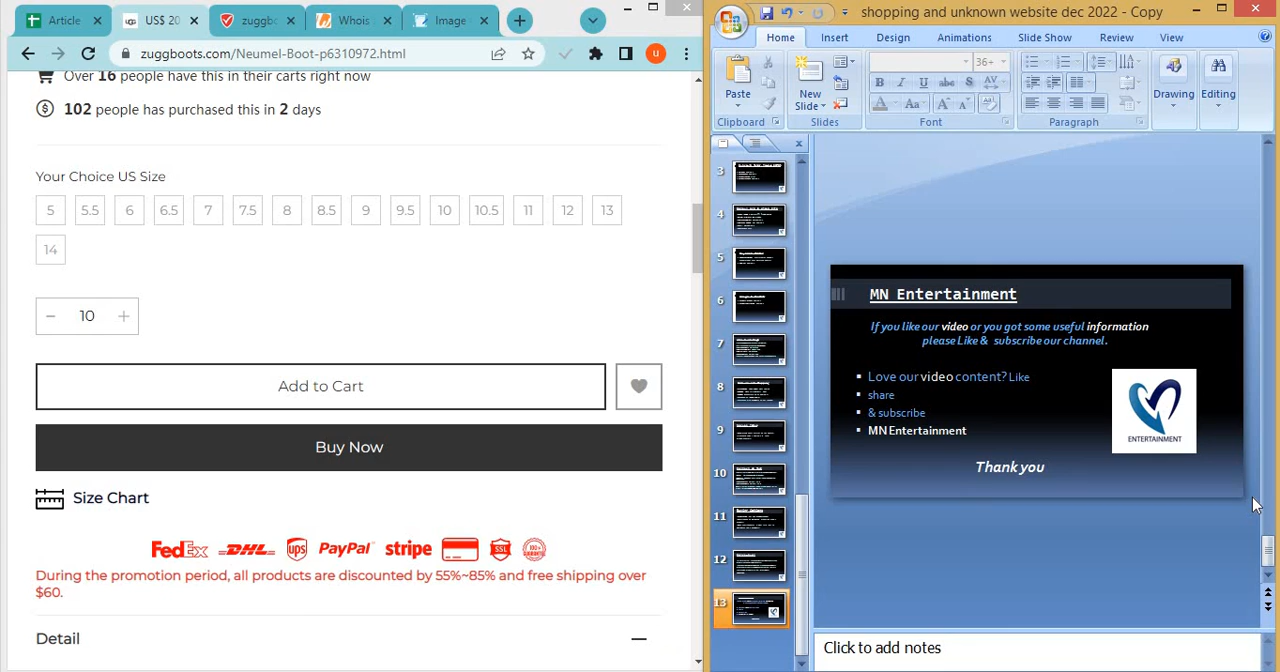 Article
US$ 20
zuggb
Whois
Image
zuggboots.com/Neumel-Boot-p6310972.html
u
Over 16 people have this in their carts right now
102 people has purchased this in 2 days
Your Choice US Size
5 5.5 6 6.5 7 7.5 8 8.5 9 9.5 10 10.5 11 12 13
14
− 10 +
Add to Cart
Buy Now
Size Chart
FedEx DHL ups PayPal stripe SSL
During the promotion period, all products are discounted by 55%~85% and free shipping over
$60.
Detail
shopping and unknown website dec 2022 - Copy
Home Insert Design Animations Slide Show Review View
Paste
New
Slide
36+
B I U abc S AV
A Aa A A
Drawing
Editing
Clipboard Slides Font Paragraph
3
4
5
6
7
8
9
10
11
12
13
MN Entertainment
If you like our video or you got some useful information
please Like & subscribe our channel.
Love our video content? Like
share
& subscribe
MN Entertainment
ENTERTAINMENT
Thank you
Click to add notes